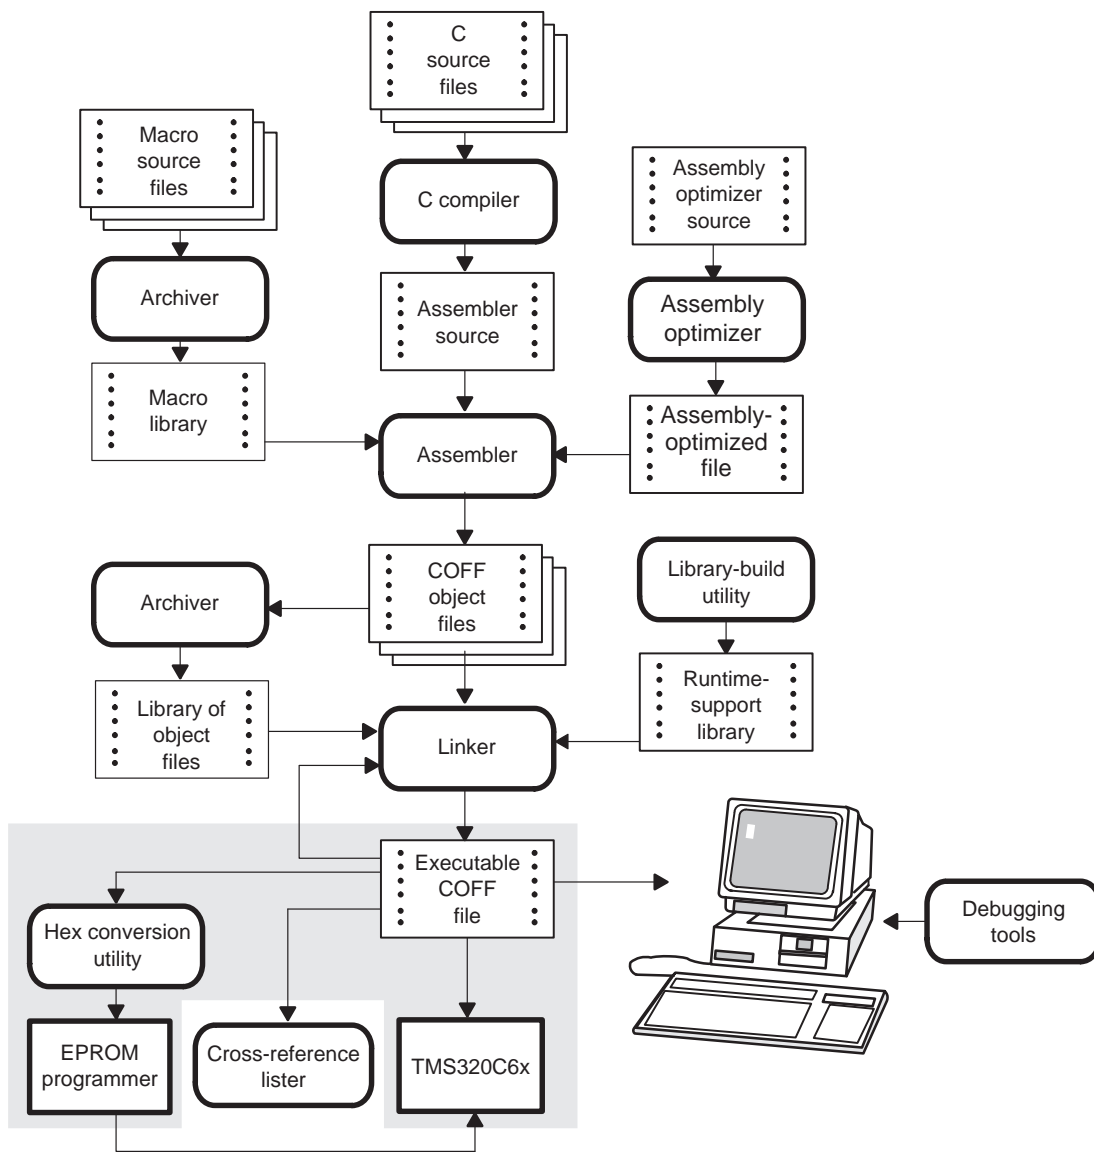 C
source
files
Macro
source
files
C compiler
Assembly
optimizer
source
Archiver
Assembler
source
Assembly
optimizer
Macro
library
Assembler
Assembly-
optimized
file
Archiver
COFF
object
files
Library-build
utility
Library of
object
files
Linker
Runtime-
support
library
Executable
COFF
file
Debugging
tools
Hex conversion
utility
EPROM
programmer
Cross-reference
lister
TMS320C6x